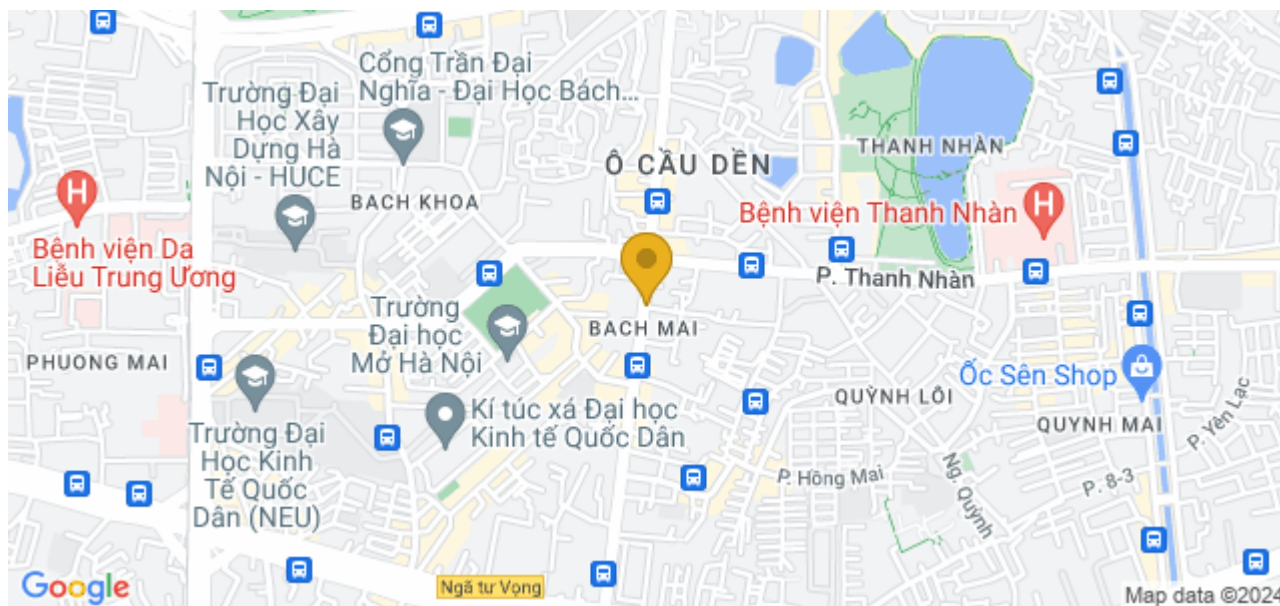 Cổng Trần Đại
Nghĩa - Đại Học Bách...
Trường Đại
Học Xây
Dựng Hà
Nội - HUCE
Ô CẦU DỀN
THANH NHÀN
BACH KHOA
Bệnh viện Thanh Nhàn
Bệnh viện Da
Liễu Trung Ương
P. Thanh Nhàn
Trường
Đại học
Mở Hà Nội
BACH MAI
PHUONG MAI
Ốc Sên Shop
QUỲNH LÔI
Kí túc xá Đại học
Kinh tế Quốc Dân
QUYNH MAI
P. Yên Lạc
Trường Đại
Học Kinh
Tế Quốc
Dân (NEU)
P. Hồng Mai
Ng. Quỳnh
P. 8-3
Google
Ngã tư Vọng
Map data ©2024